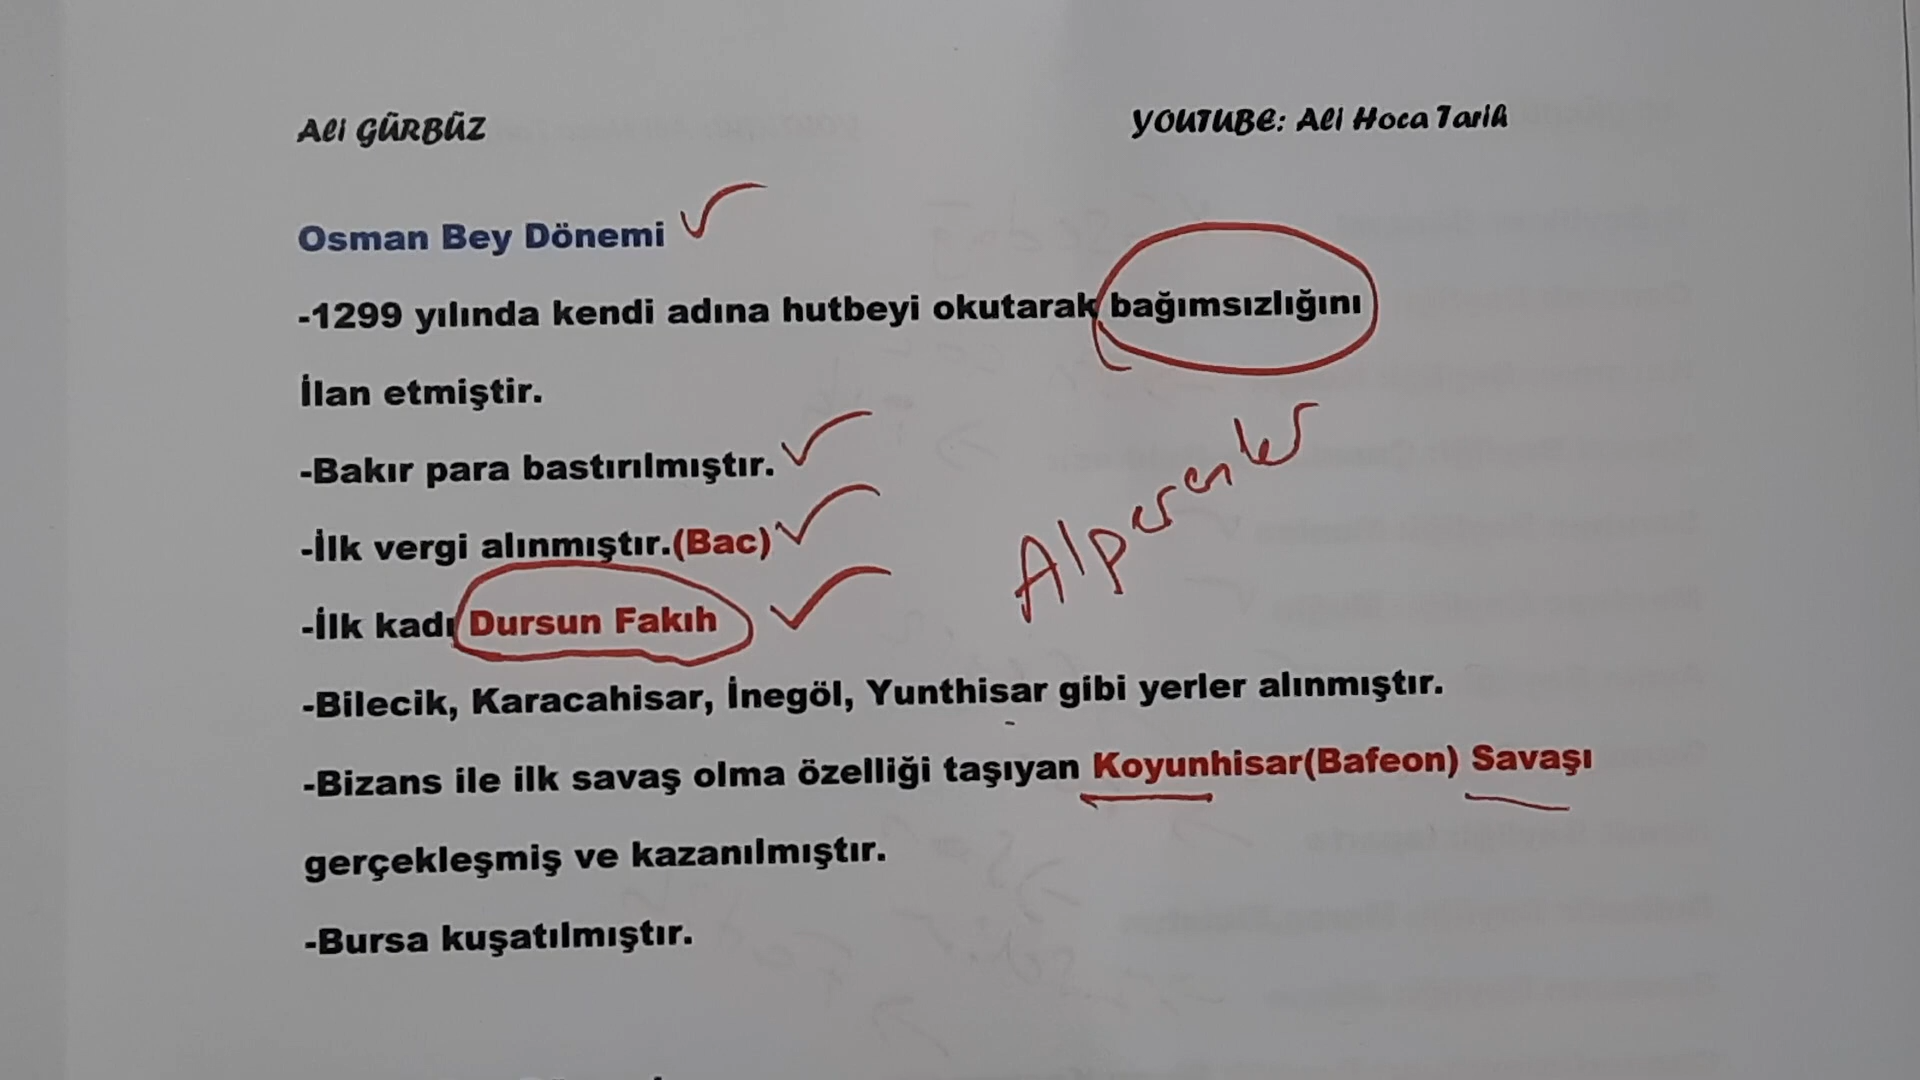 Ali GÜRBÜZ
YOUTUBE: Ali Hoca Tarih
Osman Bey Dönemi
-1299 yılında kendi adına hutbeyi okutarak bağımsızlığını
İlan etmiştir.
-Bakır para bastırılmıştır.
Alperenler
-İlk vergi alınmıştır.(Bac)
-İlk kadı Dursun Fakıh
-Bilecik, Karacahisar, İnegöl, Yunthisar gibi yerler alınmıştır.
-Bizans ile ilk savaş olma özelliği taşıyan Koyunhisar(Bafeon) Savaşı
gerçekleşmiş ve kazanılmıştır.
-Bursa kuşatılmıştır.